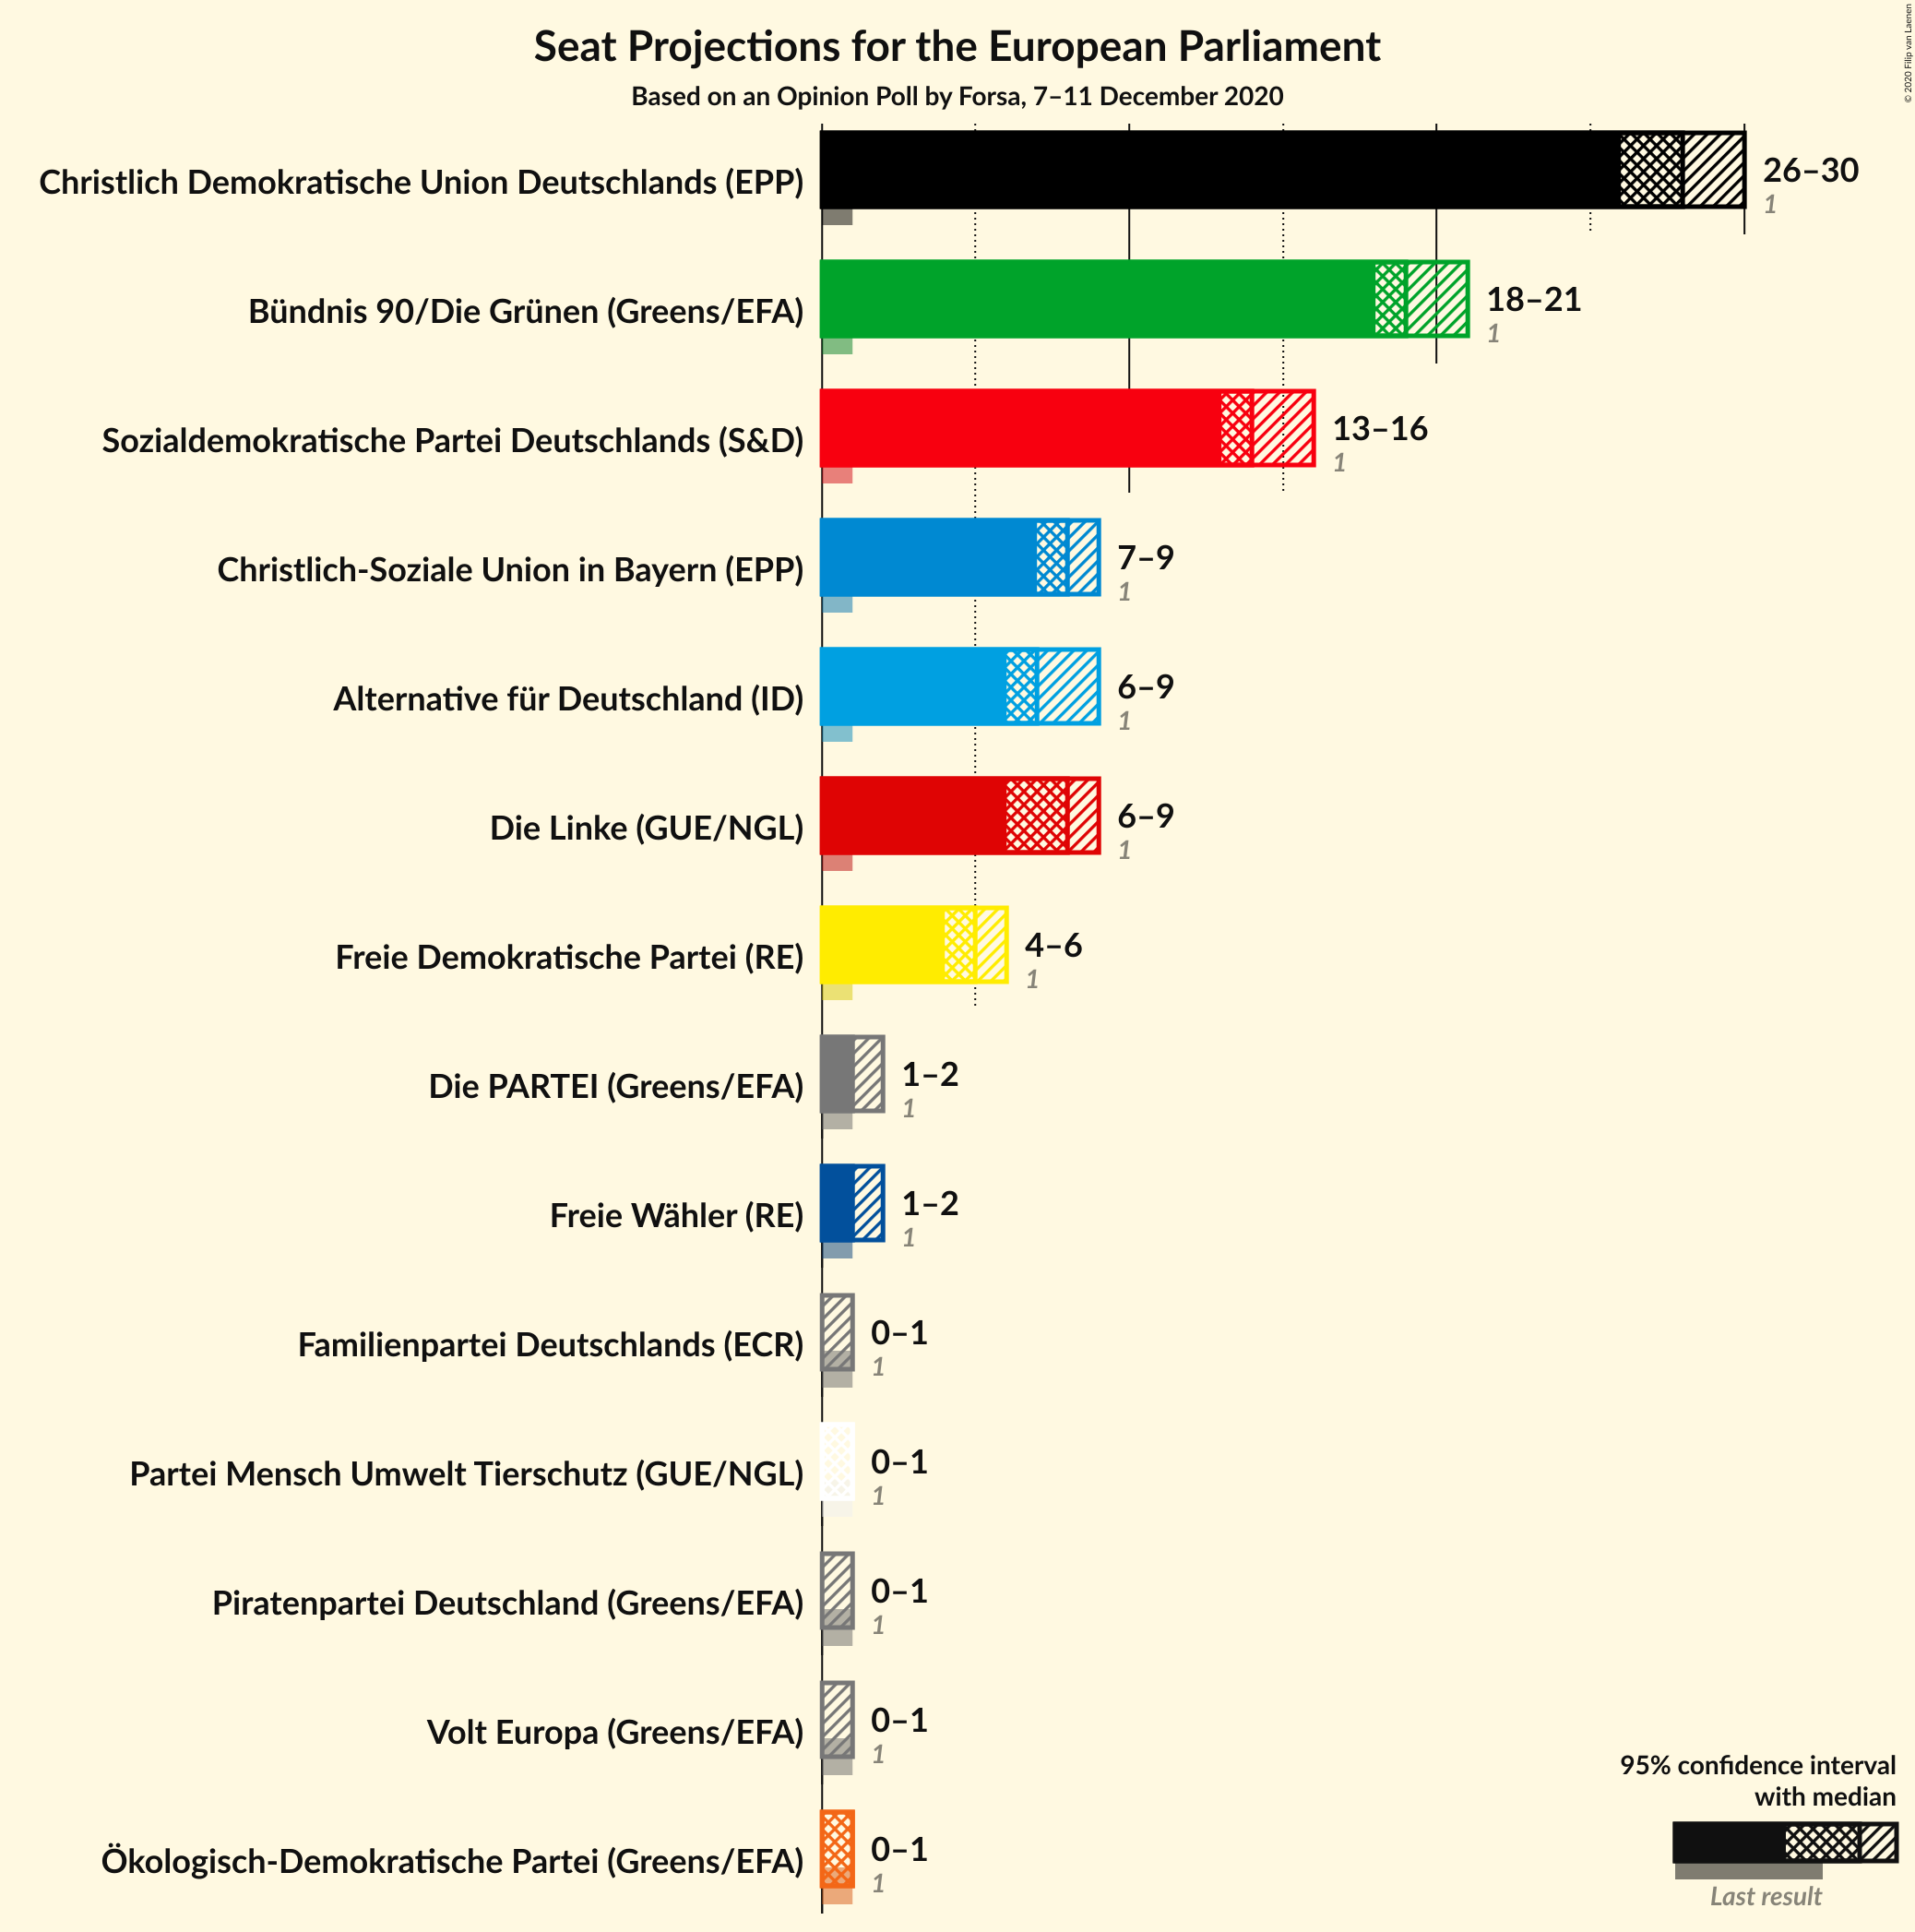 Seat Projections for the European Parliament
Based on an Opinion Poll by Forsa, 7–11 December 2020
© 2020 Filip van Laenen
Christlich Demokratische Union Deutschlands (EPP)
26–30
1
Bündnis 90/Die Grünen (Greens/EFA)
18–21
1
Sozialdemokratische Partei Deutschlands (S&D)
13–16
1
Christlich-Soziale Union in Bayern (EPP)
7–9
1
Alternative für Deutschland (ID)
6–9
1
Die Linke (GUE/NGL)
6–9
1
Freie Demokratische Partei (RE)
4–6
1
Die PARTEI (Greens/EFA)
1–2
1
Freie Wähler (RE)
1–2
1
Familienpartei Deutschlands (ECR)
0–1
1
Partei Mensch Umwelt Tierschutz (GUE/NGL)
0–1
1
Piratenpartei Deutschland (Greens/EFA)
0–1
1
Volt Europa (Greens/EFA)
0–1
1
Ökologisch-Demokratische Partei (Greens/EFA)
0–1
1
95% confidence interval
with median
Last result